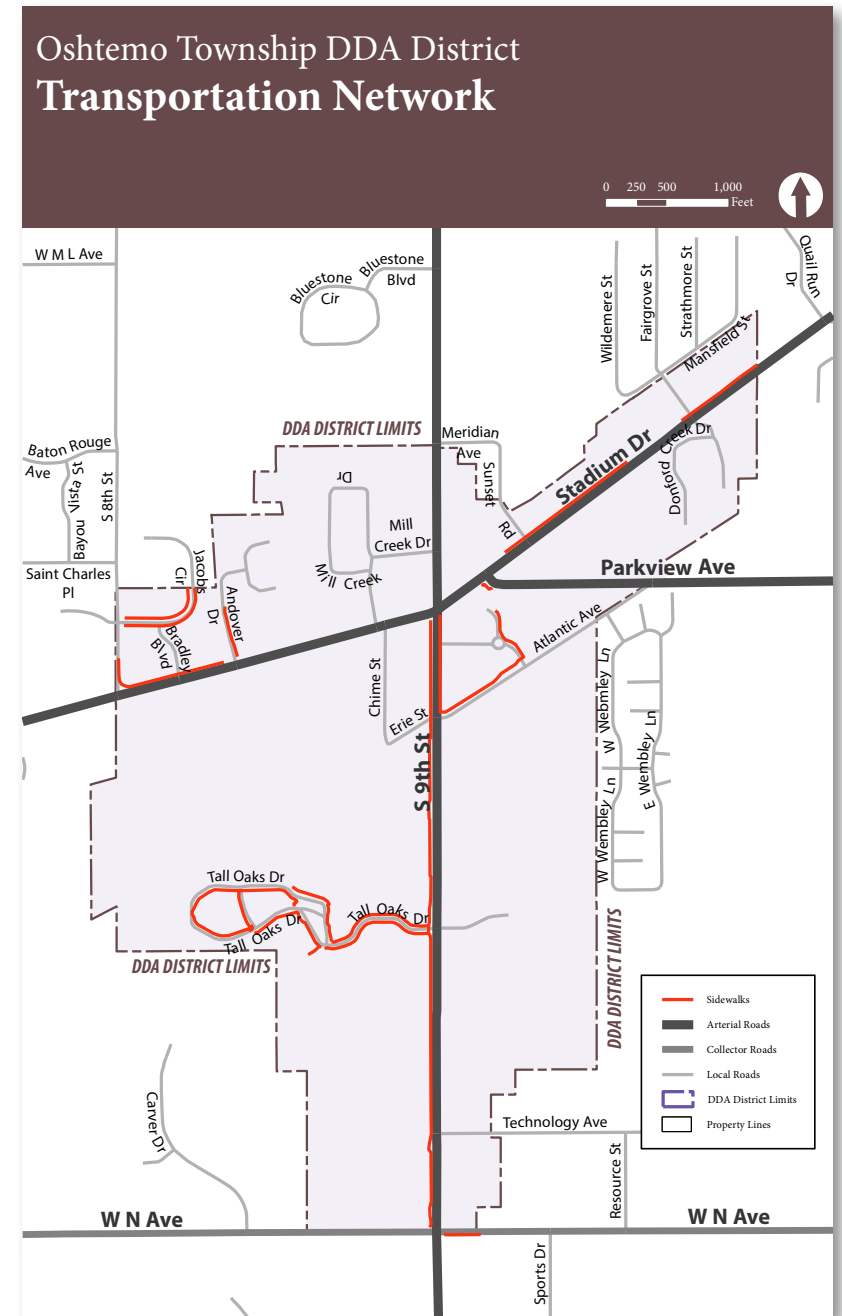 Oshtemo Township DDA District
Transportation Network
0 250 500 1,000
Feet
W M L Ave
Bluestone
Blvd
Bluestone
Cir
Quail Run
Dr
Wildemere St
Fairgrove St
Strathmore St
Mansfield St
DDA DISTRICT LIMITS
Meridian
Ave
Sunset
Rd
Stadium Dr
Donford Creek Dr
Baton Rouge
Ave
Bayou Vista St
S 8th St
Dr
Mill
Creek Dr
Mill Creek
Saint Charles
Pl
Jacobs
Cir
Andover
Dr
Bradley
Blvd
Parkview Ave
Atlantic Ave
Chime St
Erie St
S 9th St
W Webmley Ln
E Wembley Ln
W Wembley Ln
Tall Oaks Dr
Tall Oaks Dr
Tall Oaks Dr
DDA DISTRICT LIMITS
DDA DISTRICT LIMITS
Sidewalks
Arterial Roads
Collector Roads
Local Roads
DDA District Limits
Property Lines
Carver Dr
Technology Ave
Resource St
W N Ave
W N Ave
Sports Dr